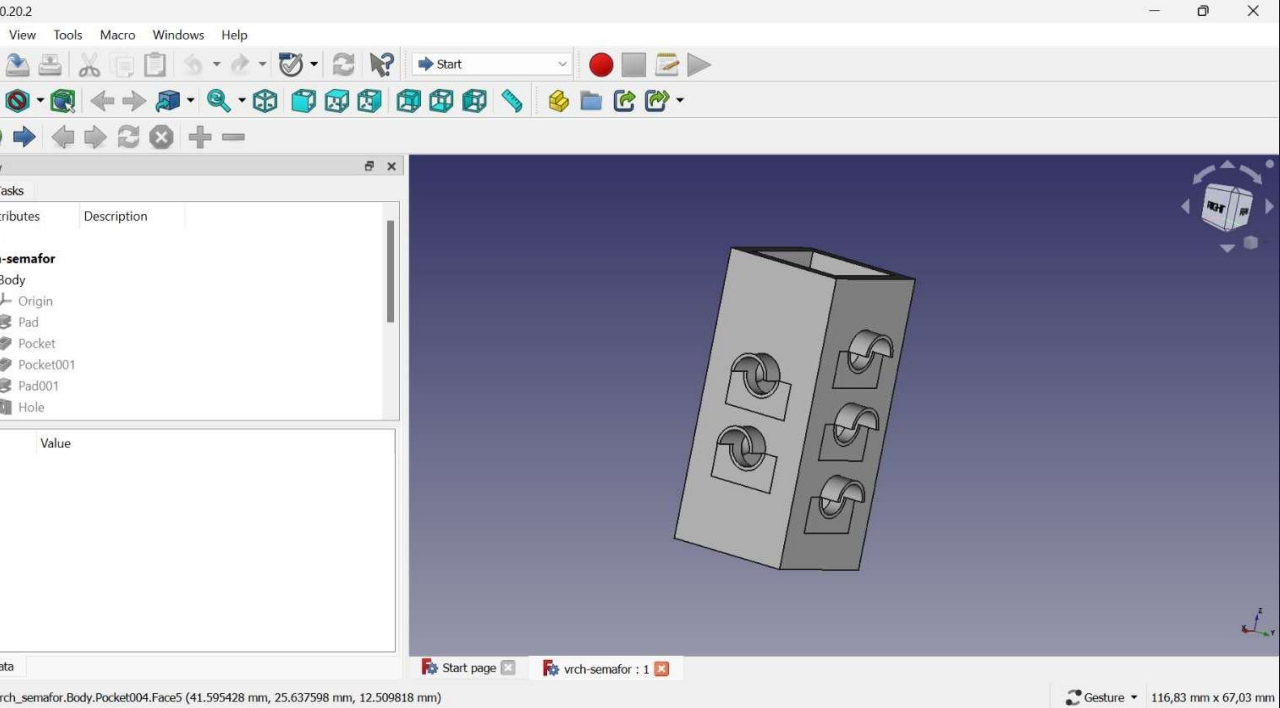 0.20.2
View Tools Macro Windows Help
Start
asks
ributes Description
-semafor
Body
Origin
Pad
Pocket
Pocket001
Pad001
Hole
Value
ata
RIGHT
Z
X
Y
Start page
vrch-semafor : 1
rch_semafor.Body.Pocket004.Face5 (41.595428 mm, 25.637598 mm, 12.509818 mm)
Gesture 116,83 mm x 67,03 mm